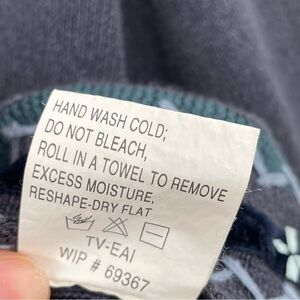 HAND WASH COLD;
DO NOT BLEACH,
ROLL IN A TOWEL TO REMOVE
EXCESS MOISTURE,
RESHAPE-DRY FLAT
TV-EAI
WIP # 69367